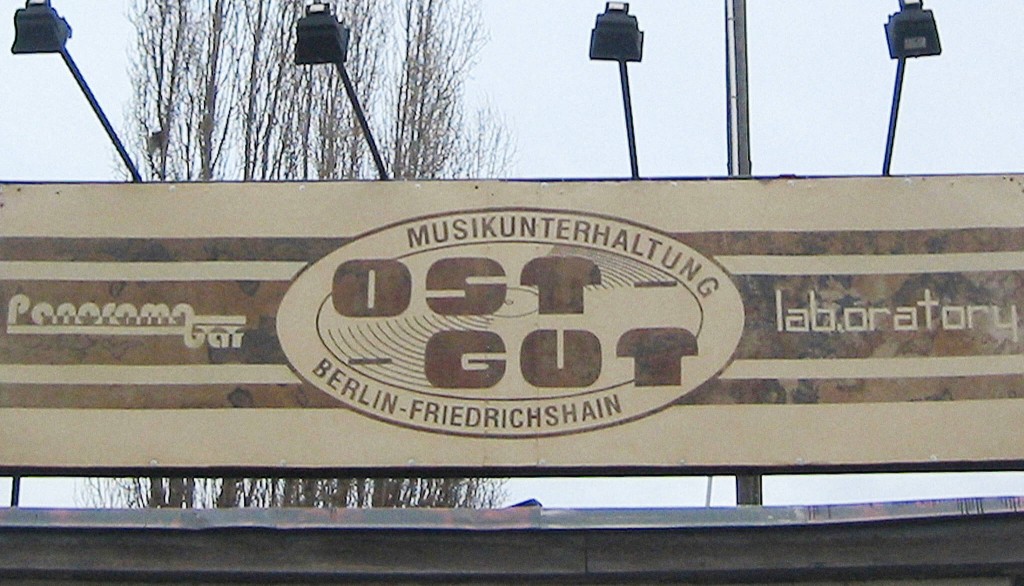 MUSIKUNTERHALTUNG
OST-
-GUT
BERLIN-FRIEDRICHSHAIN
Panorama
bar
lab.oratory